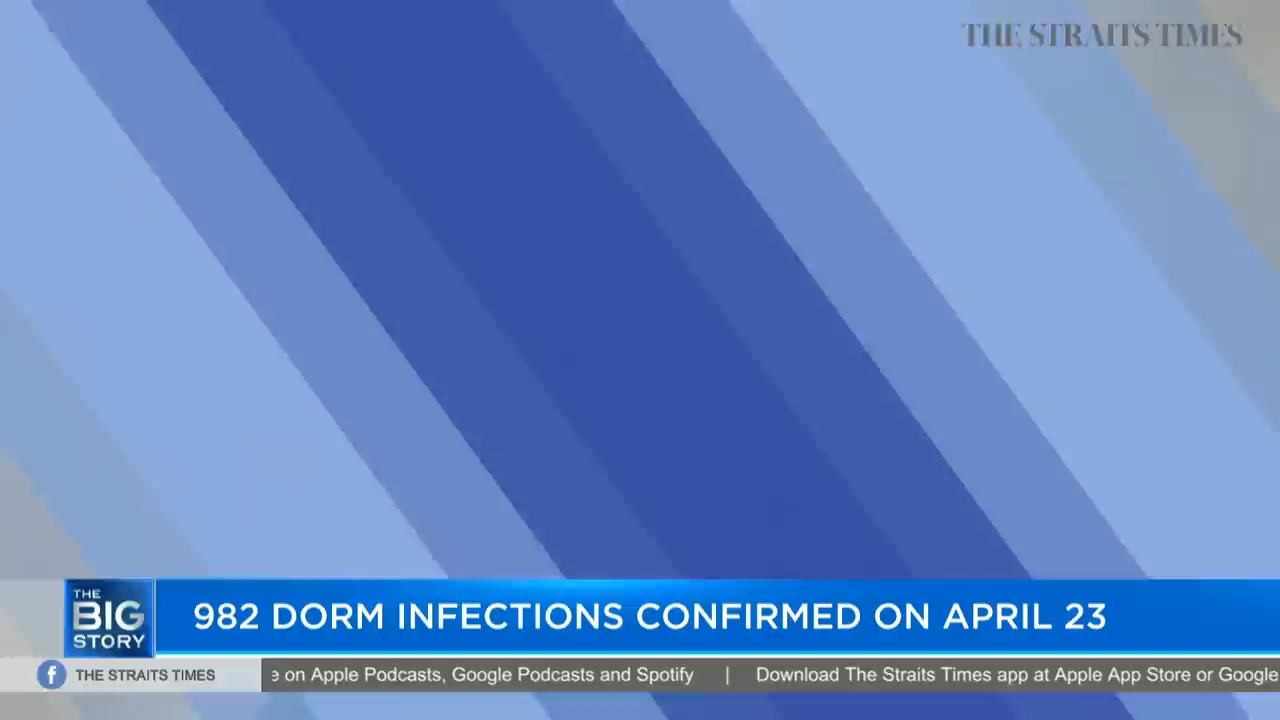 THE STRAITS TIMES
THE
BIG
STORY
982 DORM INFECTIONS CONFIRMED ON APRIL 23
f THE STRAITS TIMES
e on Apple Podcasts, Google Podcasts and Spotify | Download The Straits Times app at Apple App Store or Google